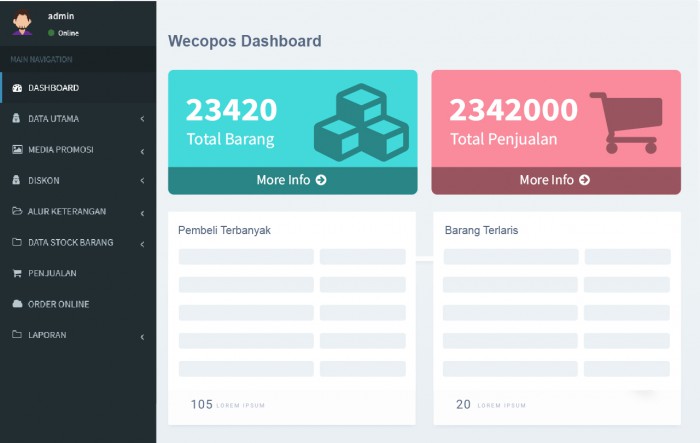 admin
Online
MAIN NAVIGATION
DASHBOARD
DATA UTAMA
MEDIA PROMOSI
DISKON
ALUR KETERANGAN
DATA STOCK BARANG
PENJUALAN
ORDER ONLINE
LAPORAN
Wecopos Dashboard
23420
Total Barang
More Info
2342000
Total Penjualan
More Info
Pembeli Terbanyak
105 LOREM IPSUM
Barang Terlaris
20 LOREM IPSUM